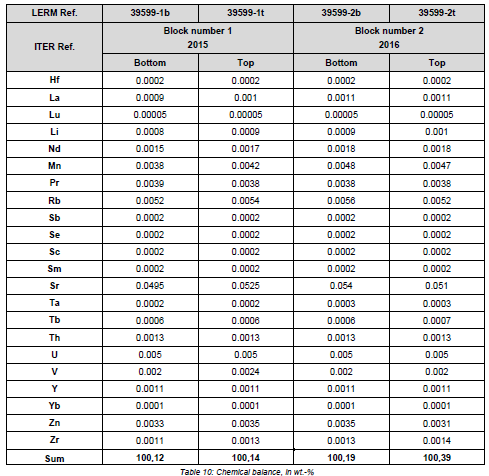 LERM Ref. 39599-1b 39599-1t 39599-2b 39599-2t
ITER Ref. Block number 1 2015 Block number 2 2016
Bottom Top Bottom Top
Hf 0.0002 0.0002 0.0002 0.0002
La 0.0009 0.001 0.0011 0.0011
Lu 0.00005 0.00005 0.00005 0.00005
Li 0.0008 0.0009 0.0009 0.001
Nd 0.0015 0.0017 0.0018 0.0018
Mn 0.0038 0.0042 0.0048 0.0047
Pr 0.0039 0.0038 0.0038 0.0038
Rb 0.0052 0.0054 0.0056 0.0052
Sb 0.0002 0.0002 0.0002 0.0002
Se 0.0002 0.0002 0.0002 0.0002
Sc 0.0002 0.0002 0.0002 0.0002
Sm 0.0002 0.0002 0.0002 0.0002
Sr 0.0495 0.0525 0.054 0.051
Ta 0.0002 0.0002 0.0003 0.0003
Tb 0.0006 0.0006 0.0006 0.0007
Th 0.0013 0.0013 0.0013 0.0013
U 0.005 0.005 0.005 0.005
V 0.002 0.0024 0.002 0.002
Y 0.0011 0.0011 0.0011 0.0011
Yb 0.0001 0.0001 0.0001 0.0001
Zn 0.0033 0.0035 0.0035 0.0031
Zr 0.0011 0.0013 0.0013 0.0014
Sum 100,12 100,14 100,19 100,39
Table 10: Chemical balance, in wt.-%